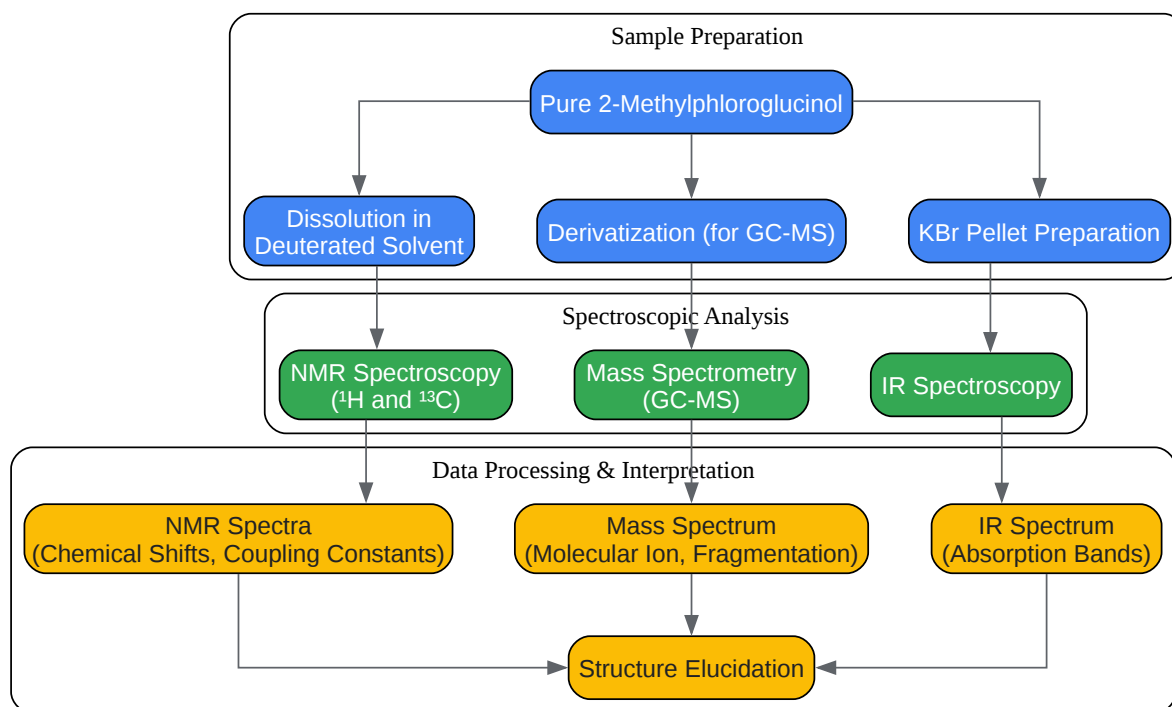 Sample Preparation
Pure 2-Methylphloroglucinol
Dissolution in
Deuterated Solvent
Derivatization (for GC-MS)
KBr Pellet Preparation
Spectroscopic Analysis
NMR Spectroscopy
(¹H and ¹³C)
Mass Spectrometry
(GC-MS)
IR Spectroscopy
Data Processing & Interpretation
NMR Spectra
(Chemical Shifts, Coupling Constants)
Mass Spectrum
(Molecular Ion, Fragmentation)
IR Spectrum
(Absorption Bands)
Structure Elucidation